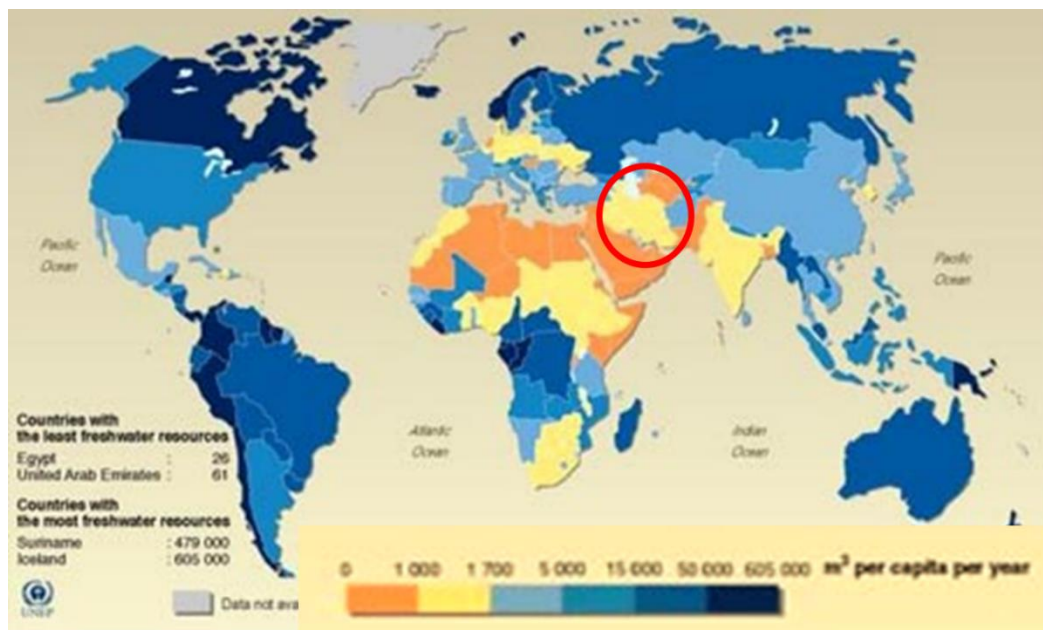 Pacific
Ocean
Pacific
Ocean
Atlantic
Ocean
Indian
Ocean
Countries with
the least freshwater resources
Egypt : 26
United Arab Emirates : 61
Countries with
the most freshwater resources
Suriname : 479 000
Iceland : 605 000
UNEP
Data not ava
0 1 000 1 700 5 000 15 000 50 000 605 000 m³ per capita per year